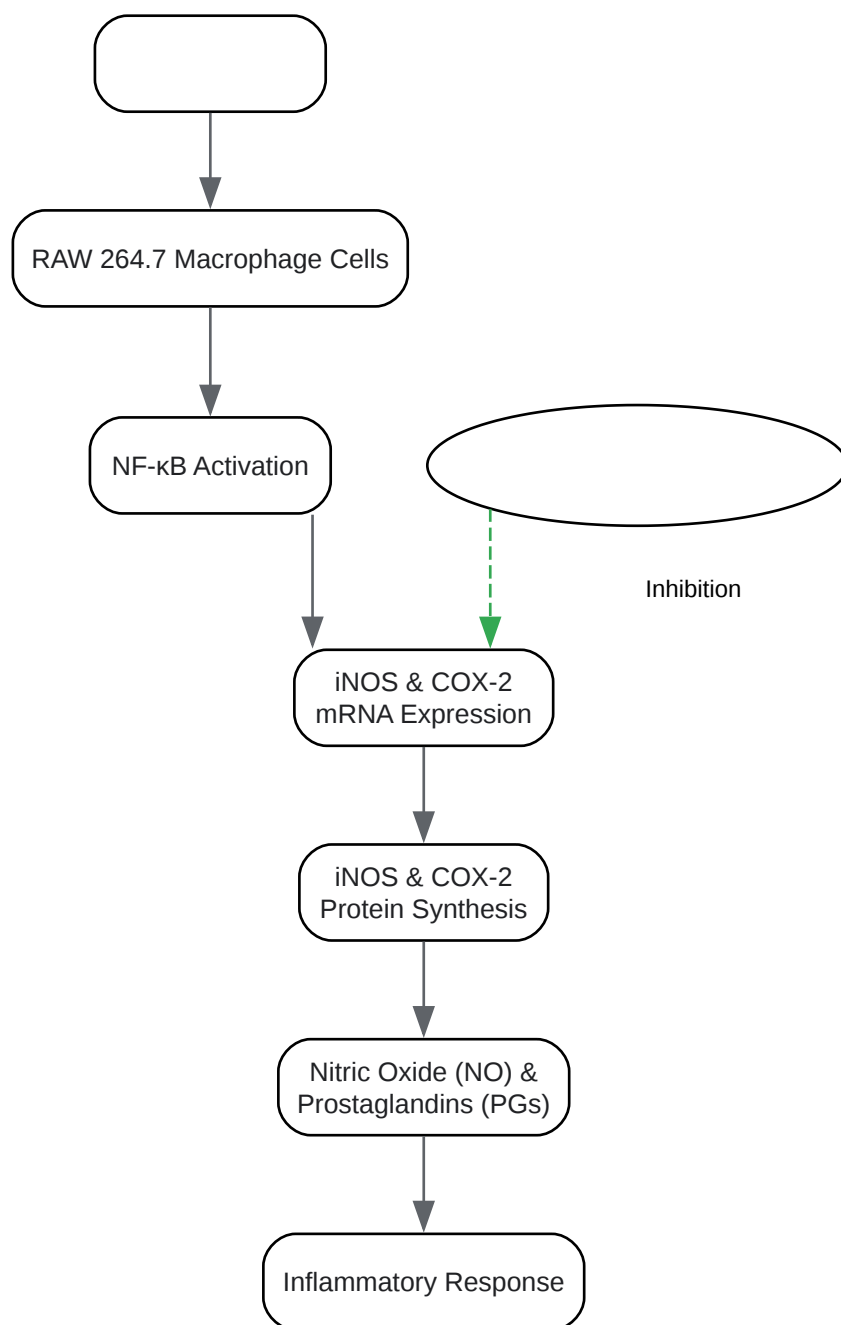 RAW 264.7 Macrophage Cells
NF-κB Activation
Inhibition
iNOS & COX-2
mRNA Expression
iNOS & COX-2
Protein Synthesis
Nitric Oxide (NO) &
Prostaglandins (PGs)
Inflammatory Response